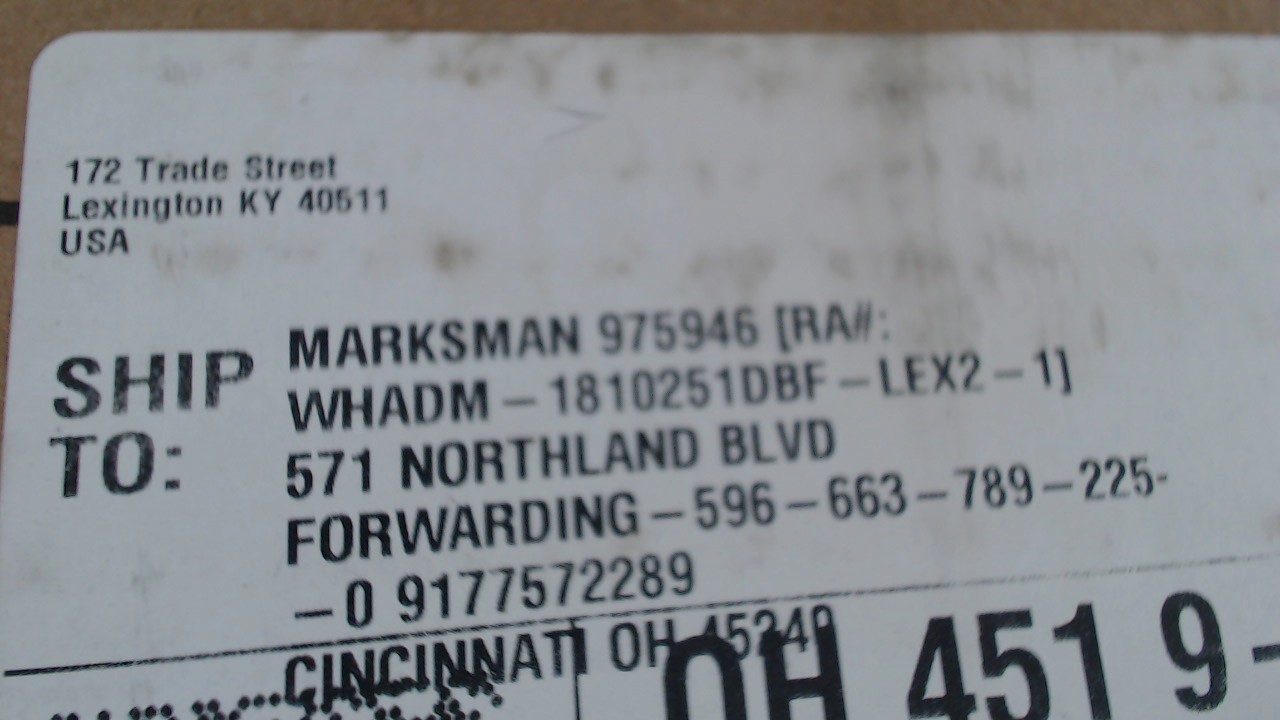 172 Trade Street
Lexington KY 40511
USA
SHIP TO:
MARKSMAN 975946 [RA#:
WHADM-1810251DBF-LEX2-1]
571 NORTHLAND BLVD
FORWARDING-596-663-789-225-
-0 9177572289
CINCINNATI OH 45240
OH 451 9-